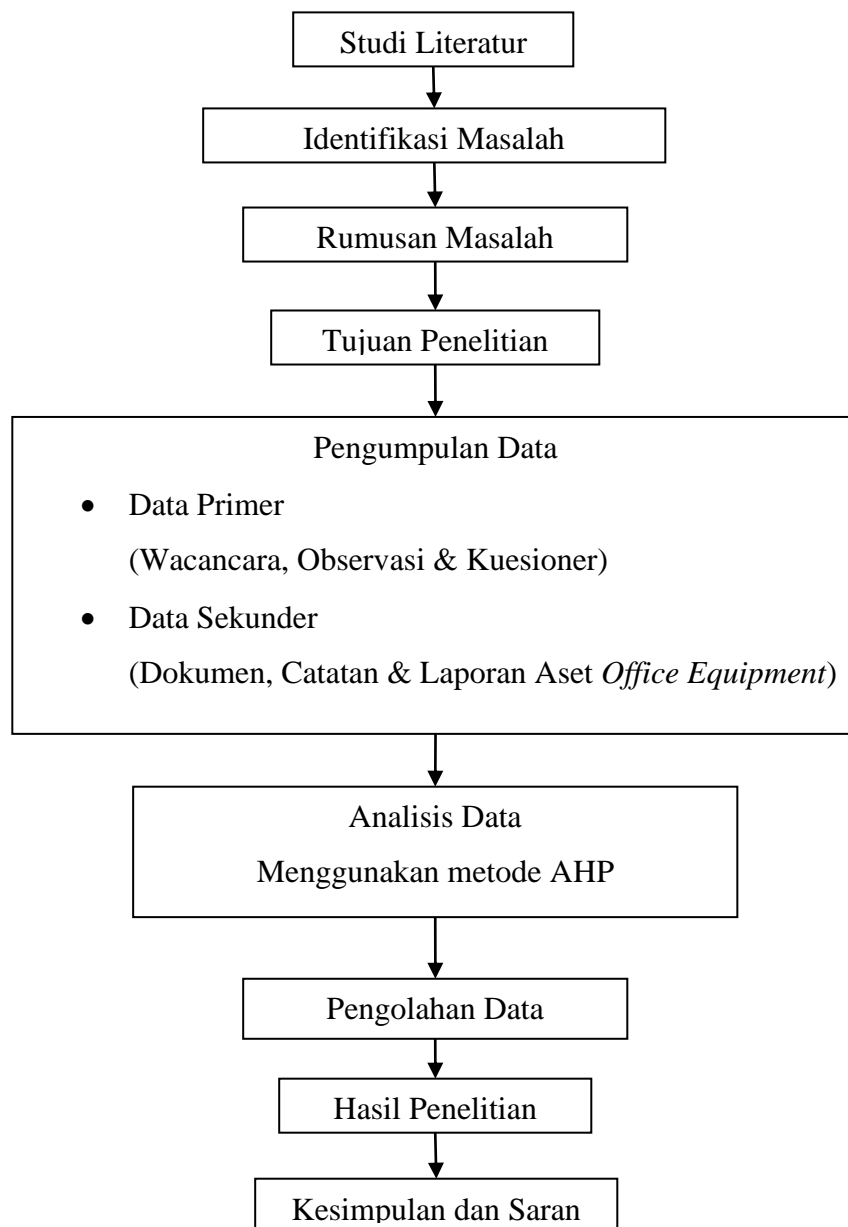 Studi Literatur
Identifikasi Masalah
Rumusan Masalah
Tujuan Penelitian
Pengumpulan Data
• Data Primer
(Wacancara, Observasi & Kuesioner)
• Data Sekunder
(Dokumen, Catatan & Laporan Aset Office Equipment)
Analisis Data
Menggunakan metode AHP
Pengolahan Data
Hasil Penelitian
Kesimpulan dan Saran